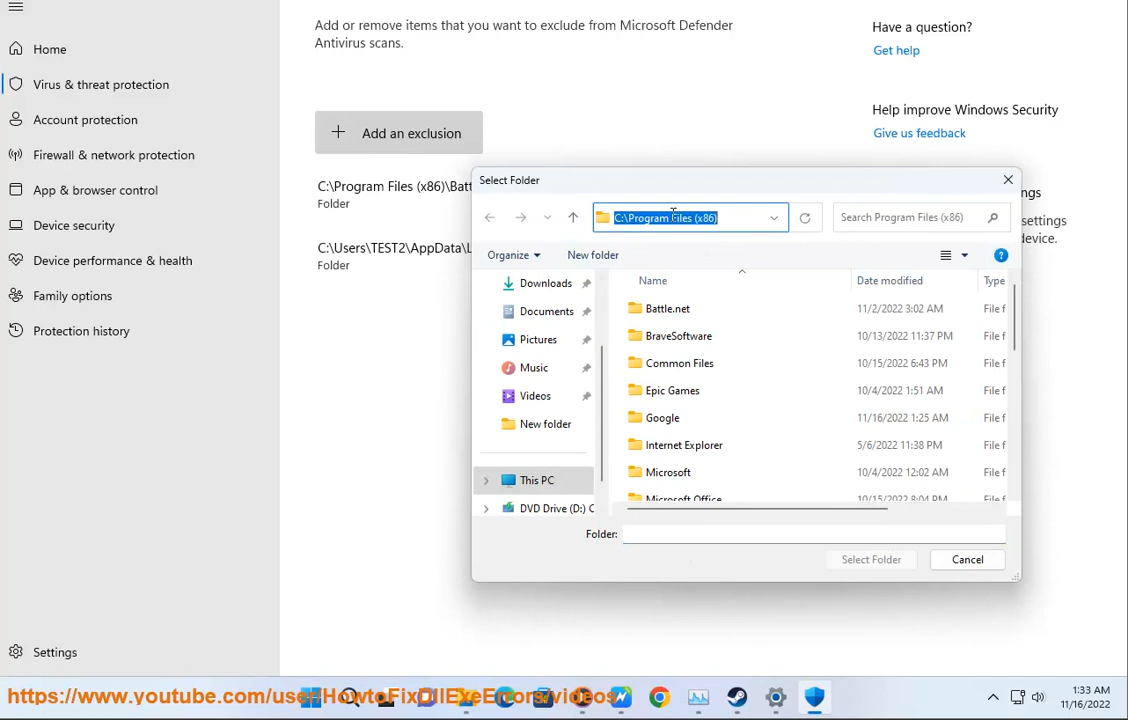 Add or remove items that you want to exclude from Microsoft Defender
Antivirus scans.
Have a question?
Get help
Home
Virus & threat protection
Account protection
Firewall & network protection
App & browser control
Device security
Device performance & health
Family options
Protection history
Settings
Help improve Windows Security
Give us feedback
Add an exclusion
C:\Program Files (x86)\Batt
Folder
C:\Users\TEST2\AppData\L
Folder
ngs
settings
device.
Select Folder
C:\Program Files (x86)
Search Program Files (x86)
Organize
New folder
Downloads
Documents
Pictures
Music
Videos
New folder
This PC
DVD Drive (D:) C
Name Date modified Type
Battle.net 11/2/2022 3:02 AM File f
BraveSoftware 10/13/2022 11:37 PM File f
Common Files 10/15/2022 6:43 PM File f
Epic Games 10/4/2022 1:51 AM File f
Google 11/16/2022 1:25 AM File f
Internet Explorer 5/6/2022 11:38 PM File f
Microsoft 10/4/2022 12:02 AM File f
Microsoft Office 10/15/2022 8:04 PM File f
Folder:
Select Folder
Cancel
https://www.youtube.com/user/HowtoFixDllExeErrors/videos
1:33 AM
11/16/2022